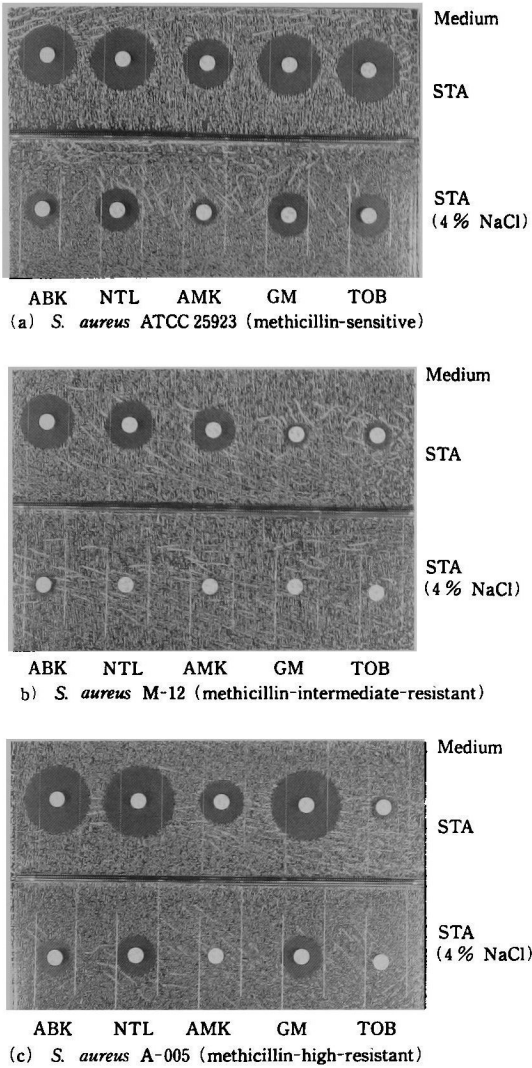 Medium
STA
STA
(4% NaCl)
ABK NTL AMK GM TOB
(a) S. aureus ATCC 25923 (methicillin-sensitive)
Medium
STA
STA
(4% NaCl)
ABK NTL AMK GM TOB
b) S. aureus M-12 (methicillin-intermediate-resistant)
Medium
STA
STA
(4% NaCl)
ABK NTL AMK GM TOB
(c) S. aureus A-005 (methicillin-high-resistant)